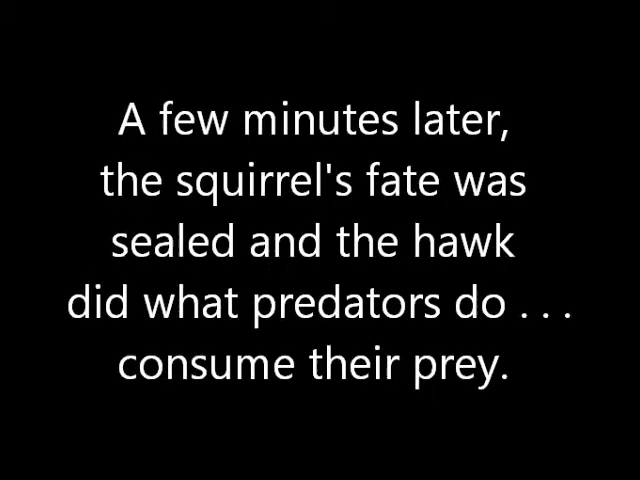 A few minutes later,
the squirrel's fate was
sealed and the hawk
did what predators do . . .
consume their prey.